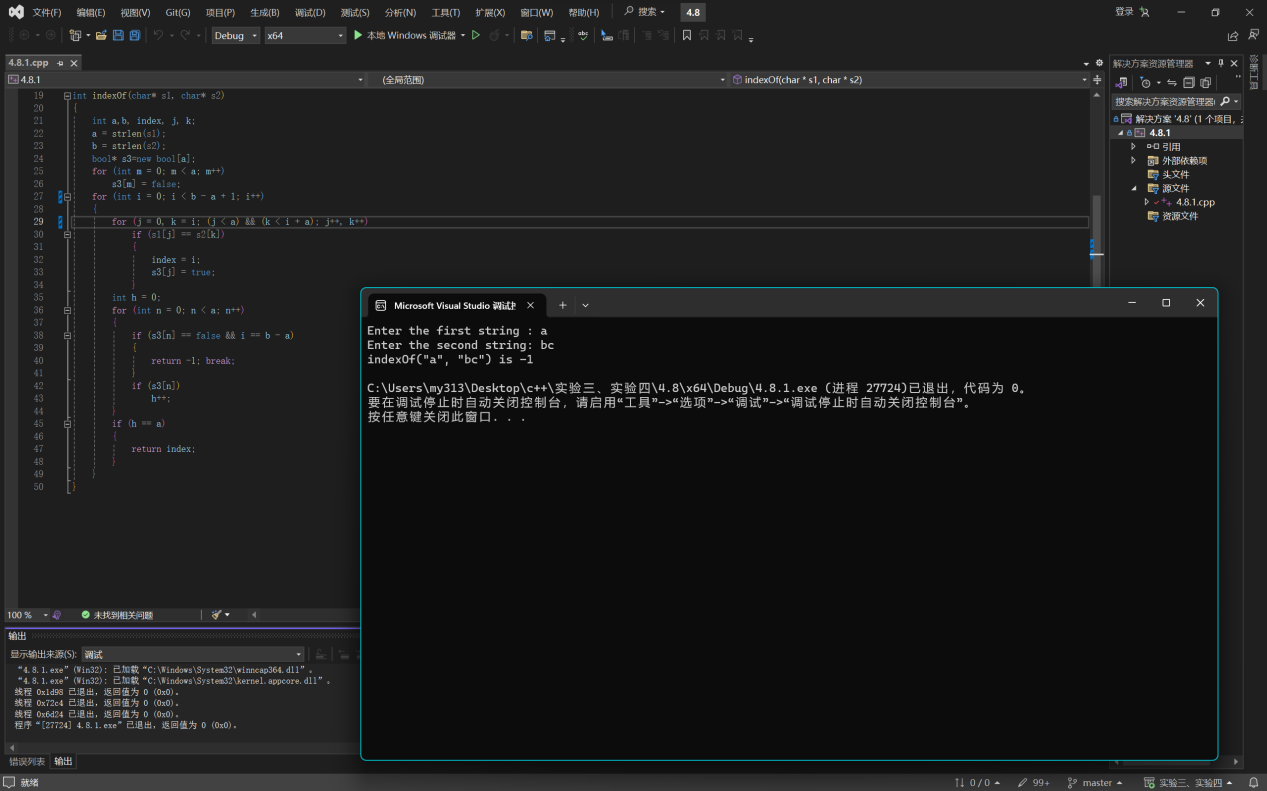 文件(F) 编辑(E) 视图(V) Git(G) 项目(P) 生成(B) 调试(D) 测试(S) 分析(N) 工具(T) 扩展(X) 窗口(W) 帮助(H) 搜索 4.8 登录
Debug x64 本地 Windows 调试器
4.8.1.cpp
4.8.1 (全局范围) indexOf(char * s1, char * s2)
19 int indexOf(char* s1, char* s2)
20 {
21 int a,b, index, j, k;
22 a = strlen(s1);
23 b = strlen(s2);
24 bool* s3=new bool[a];
25 for (int m = 0; m < a; m++)
26 s3[m] = false;
27 for (int i = 0; i < b - a + 1; i++)
28 {
29 for (j = 0, k = i; (j < a) && (k < i + a); j++, k++)
30 if (s1[j] == s2[k])
31 {
32 index = i;
33 s3[j] = true;
34 }
35 int h = 0;
36 for (int n = 0; n < a; n++)
37 {
38 if (s3[n] == false && i == b - a)
39 {
40 return -1; break;
41 }
42 if (s3[n])
43 h++;
44 }
45 if (h == a)
46 {
47 return index;
48 }
49 }
50 }
100 % 未找到相关问题
输出
显示输出来源(S): 调试
“4.8.1.exe”(Win32): 已加载“C:\Windows\System32\winncap364.dll”。
“4.8.1.exe”(Win32): 已加载“C:\Windows\System32\kernel.appcore.dll”。
线程 0x1d98 已退出，返回值为 0 (0x0)。
线程 0x72c4 已退出，返回值为 0 (0x0)。
线程 0x6d24 已退出，返回值为 0 (0x0)。
程序“[27724] 4.8.1.exe”已退出，返回值为 0 (0x0)。
错误列表 输出
Microsoft Visual Studio 调试
Enter the first string : a
Enter the second string: bc
indexOf("a", "bc") is -1
C:\Users\my313\Desktop\c++\实验三、实验四\4.8\x64\Debug\4.8.1.exe (进程 27724)已退出，代码为 0。
要在调试停止时自动关闭控制台，请启用“工具”->“选项”->“调试”->“调试停止时自动关闭控制台”。
按任意键关闭此窗口. . .
解决方案资源管理器
搜索解决方案资源管理器
解决方案 '4.8' (1 个项目，
4.8.1
引用
外部依赖项
头文件
源文件
4.8.1.cpp
资源文件
诊断工具
就绪 0 / 0 99+ master 实验三、实验四